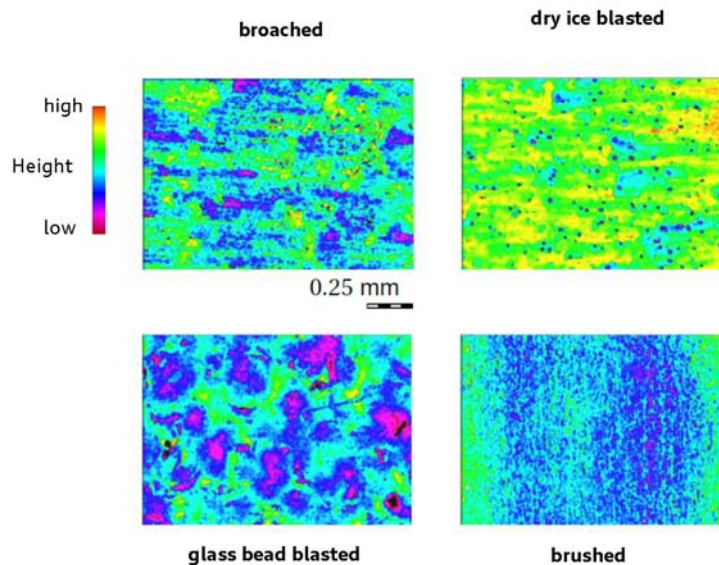 broached
dry ice blasted
high
Height
low
0.25 mm
glass bead blasted
brushed